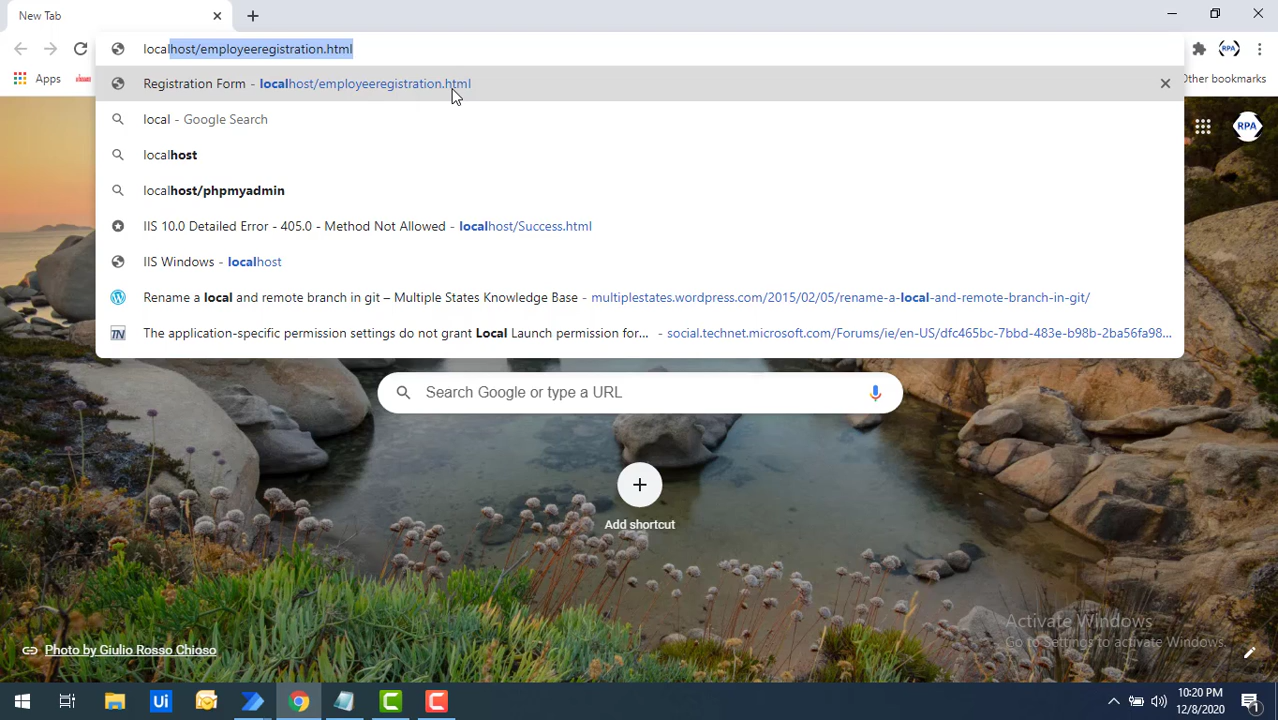 New Tab
localhost/employeeregistration.html
Registration Form - localhost/employeeregistration.html
local - Google Search
localhost
localhost/phpmyadmin
IIS 10.0 Detailed Error - 405.0 - Method Not Allowed - localhost/Success.html
IIS Windows - localhost
Rename a local and remote branch in git – Multiple States Knowledge Base - multiplestates.wordpress.com/2015/02/05/rename-a-local-and-remote-branch-in-git/
The application-specific permission settings do not grant Local Launch permission for... - social.technet.microsoft.com/Forums/ie/en-US/dfc465bc-7bbd-483e-b98b-2ba56fa98...
RPA
Apps
Other bookmarks
RPA
Search Google or type a URL
Add shortcut
Activate Windows
Go to Settings to activate Windows.
Photo by Giulio Rosso Chioso
Ui
10:20 PM
12/8/2020
1